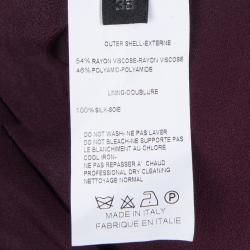 38
OUTER SHELL-EXTERNE
54% RAYON VISCOSE-RAYON VISCOSE
46% POLYAMID-POLYAMIDE
LINING-DOUBLURE
100% SILK-SOIE
DO NOT WASH- NE PAS LAVER
DO NOT BLEACH-NE SUPPORTE PAS
LE BLANCHIMENT AU CHLORE
COOL IRON-
NE PAS REPASSER A' CHAUD
PROFESSIONAL DRY CLEANING
NETTOYAGE NORMAL
MADE IN ITALY
FABRIQUE EN ITALIE